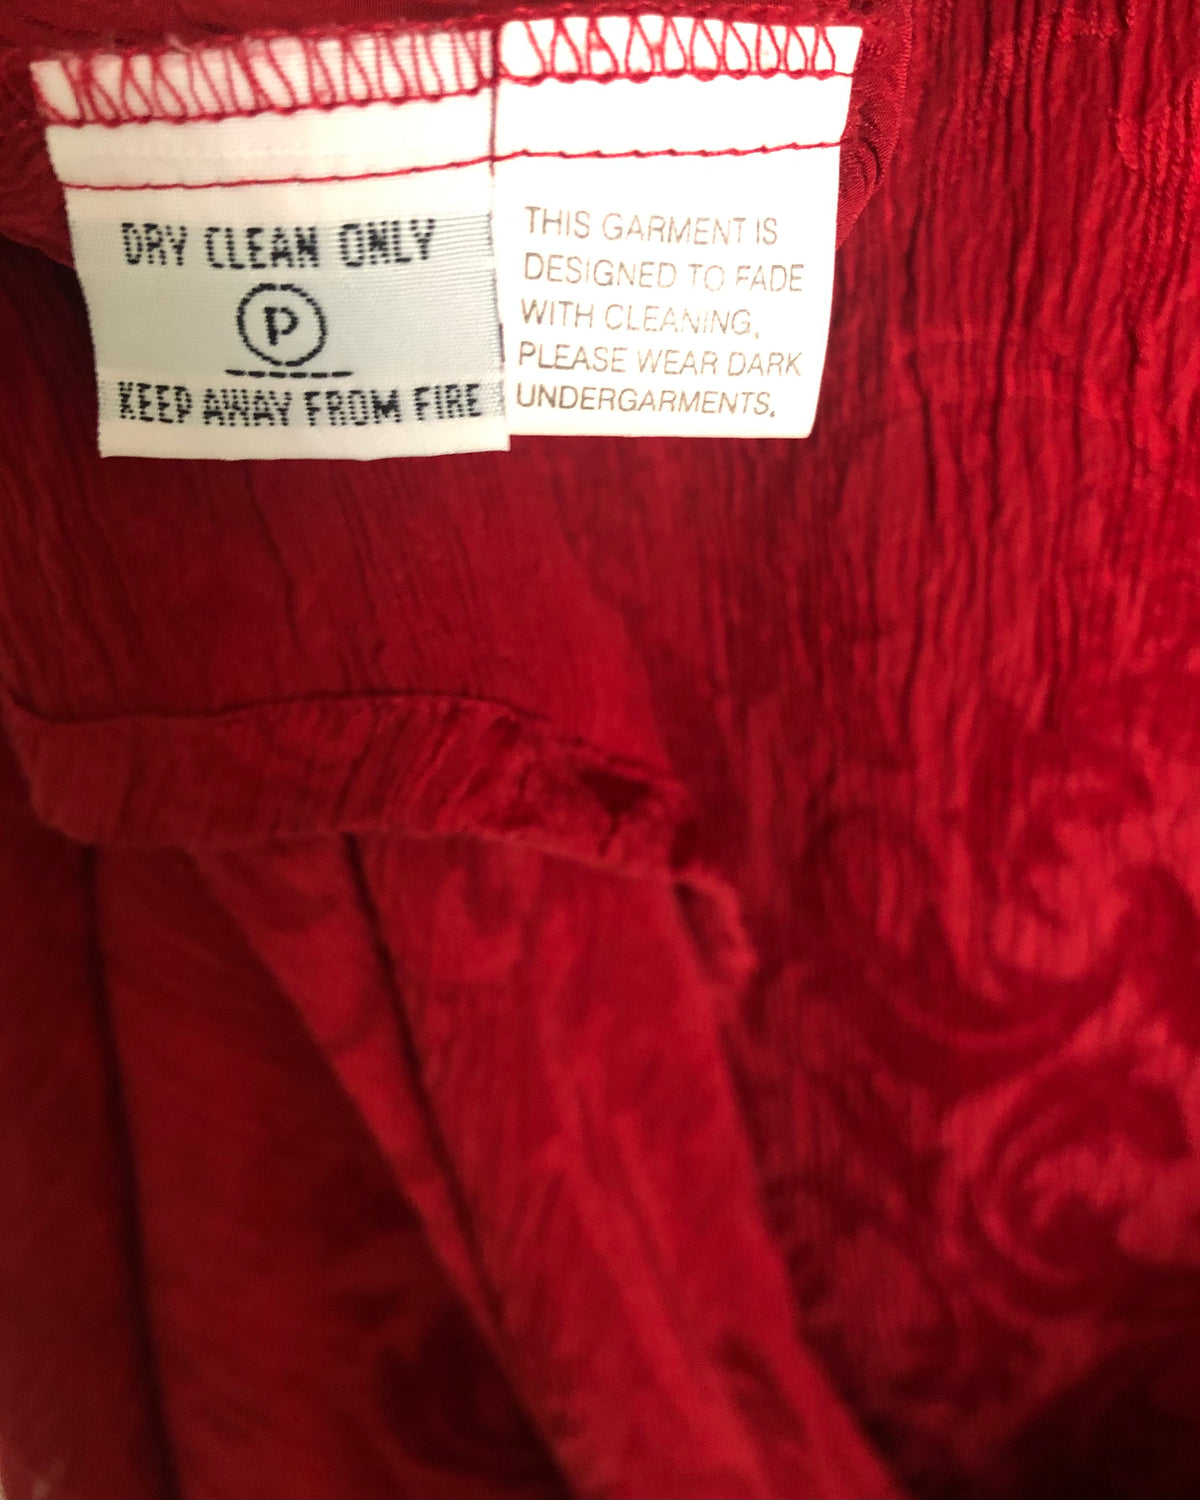 DRY CLEAN ONLY
P
KEEP AWAY FROM FIRE
THIS GARMENT IS
DESIGNED TO FADE
WITH CLEANING.
PLEASE WEAR DARK
UNDERGARMENTS.